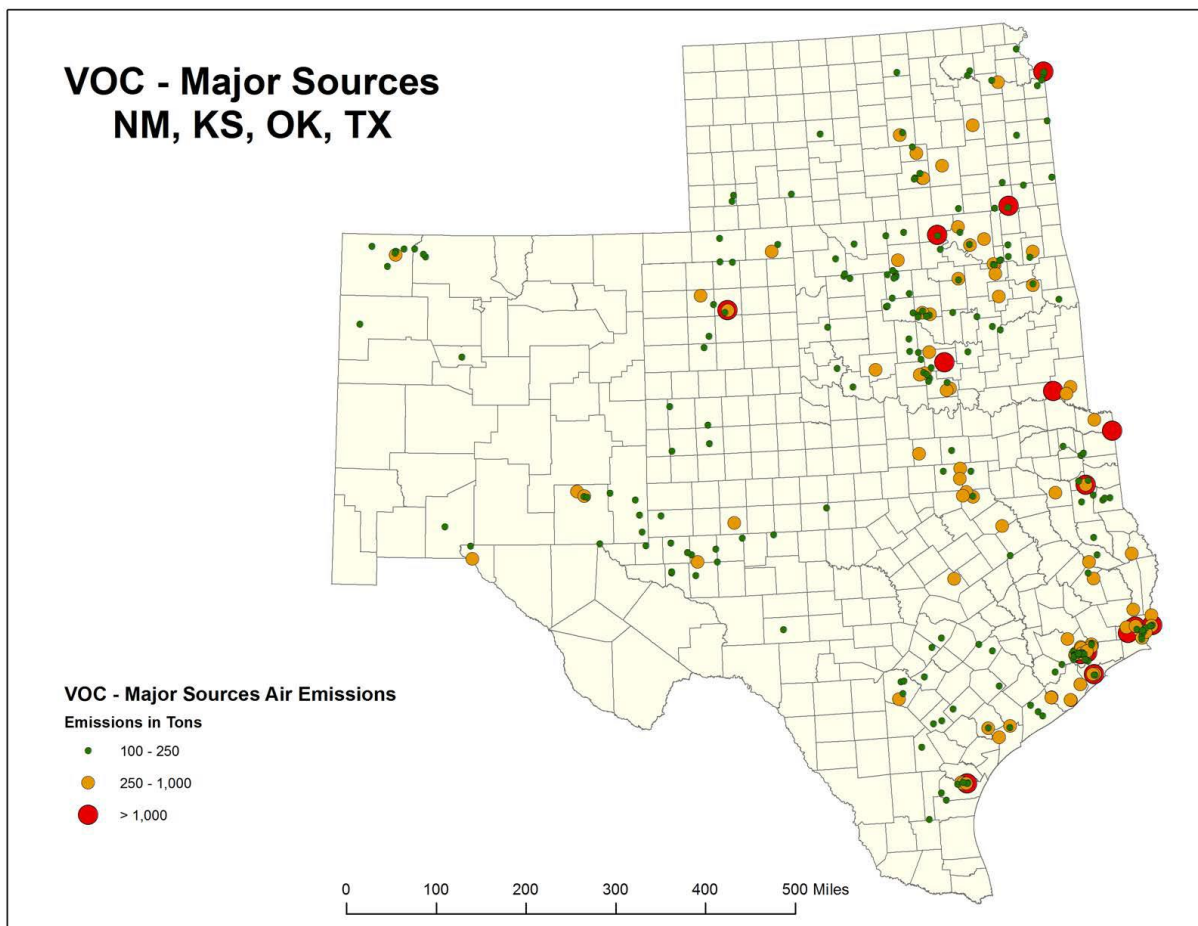 VOC - Major Sources
NM, KS, OK, TX
VOC - Major Sources Air Emissions
Emissions in Tons
100 - 250
250 - 1,000
> 1,000
0 100 200 300 400 500 Miles